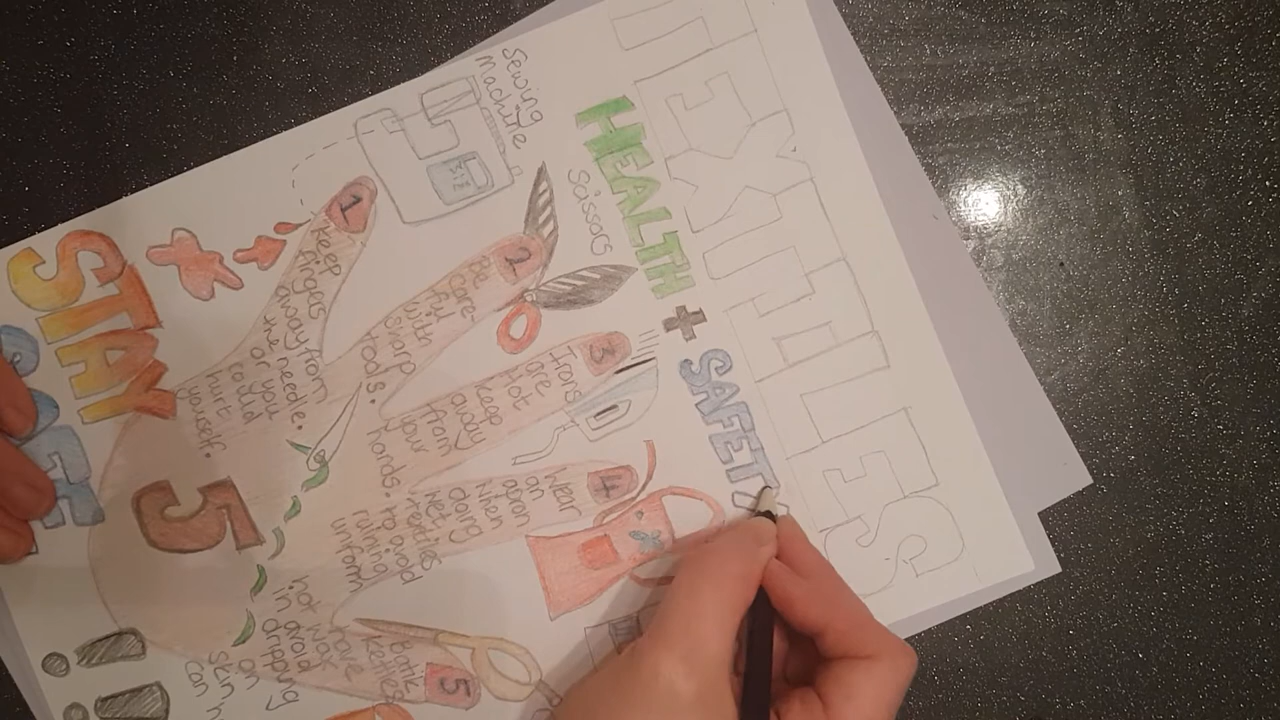 TEXTILES
HEALTH + SAFETY
Sewing
Machine
Scissors
1
Keep
fingers
away from
the needle.
or you
could
hurt
yourself.
2
Be
care-
ful
with
sharp
tools.
3
Irons
are
Hot
keep
away
from
your
hands.
4
Wear
an
apron
when
doing
wet
textiles
to avoid
ruining
uniform
5
Batik
kettles
have
wax
not
avoid
in
dripping
on
skin
can
5
STAY
SAFE
!!